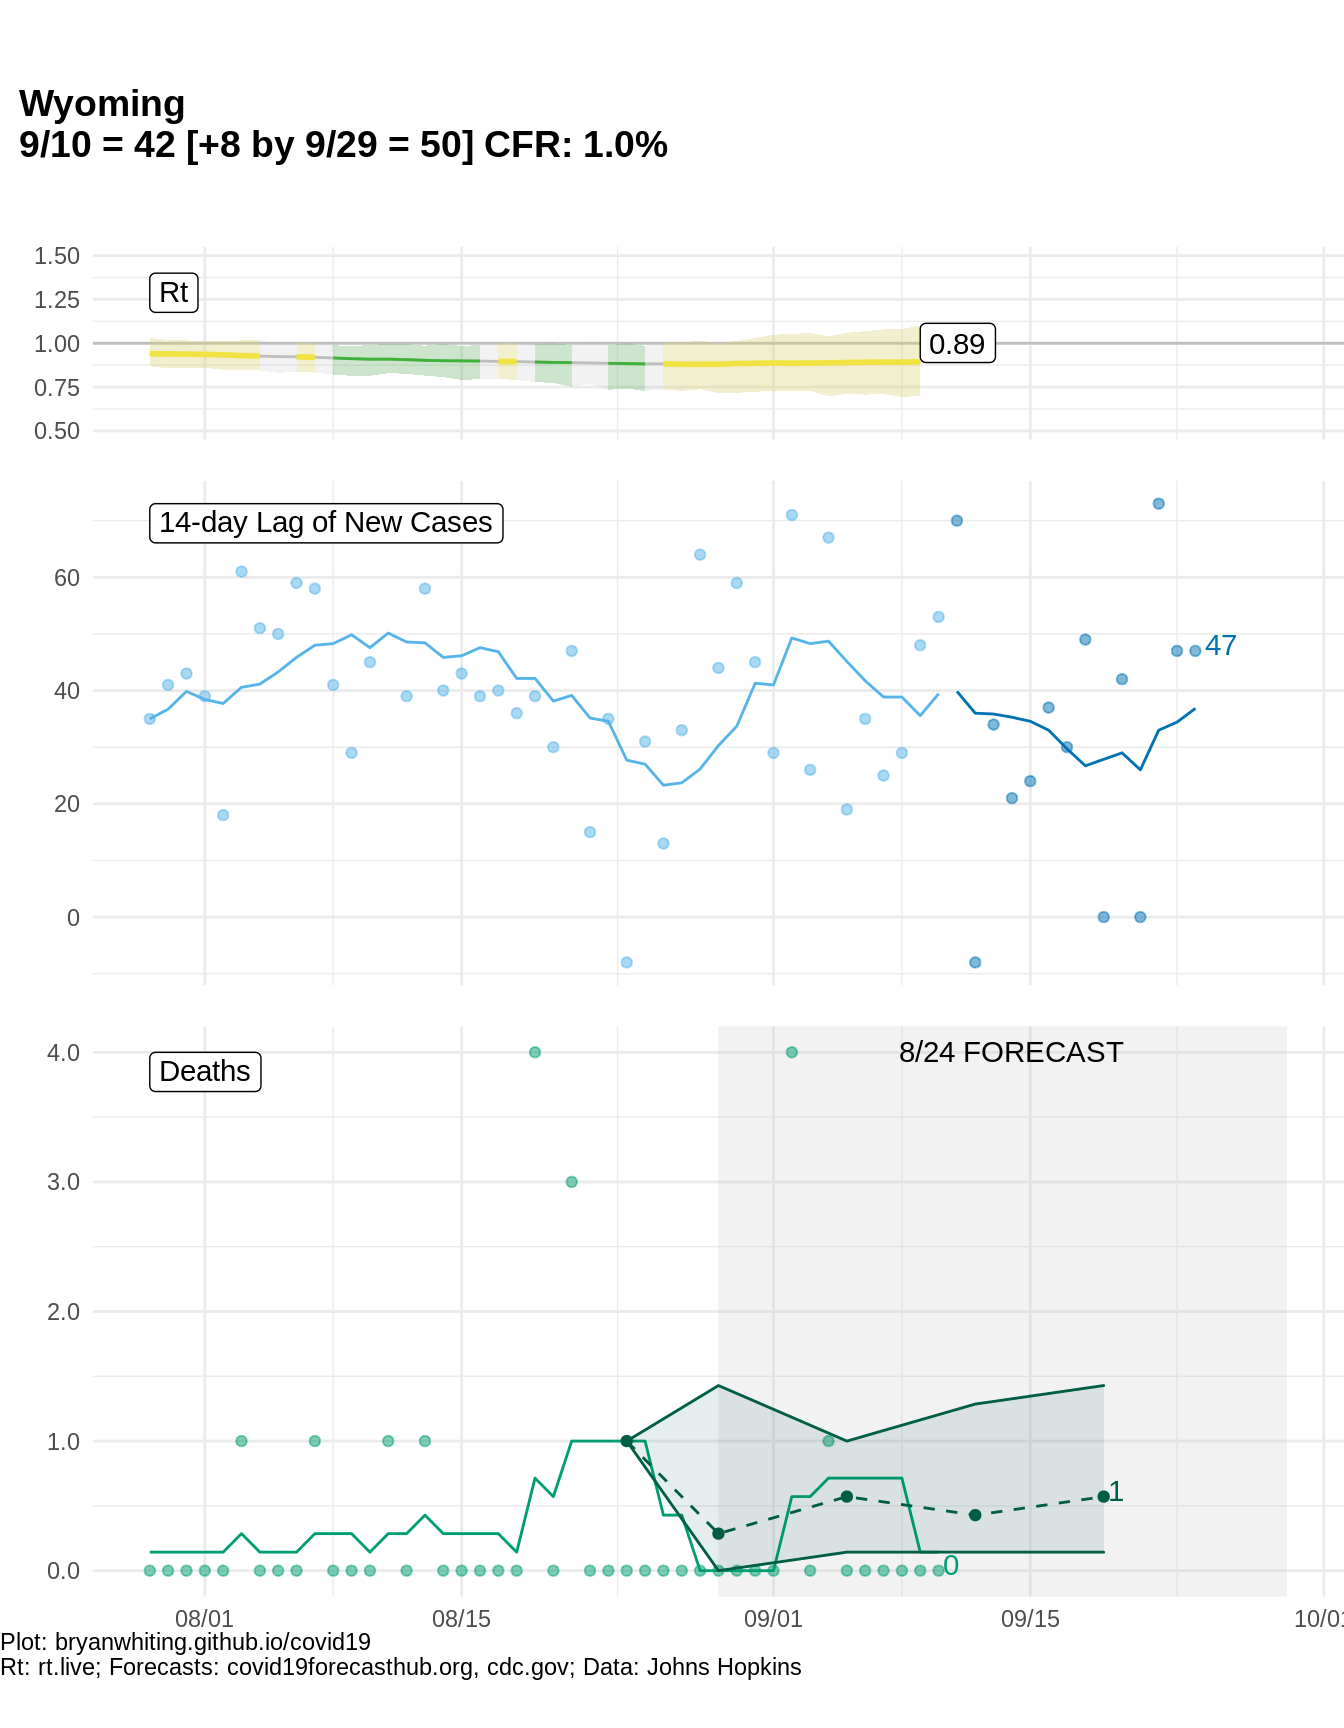 Wyoming
9/10 = 42 [+8 by 9/29 = 50] CFR: 1.0%
1.50
Rt
1.25
1.00
0.89
0.75
0.50
14-day Lag of New Cases
60
47
40
20
0
4.0
8/24 FORECAST
Deaths
3.0
2.0
1.0
1
0.0
0
08/01 08/15 09/01 09/15 10/01
Plot: bryanwhiting.github.io/covid19
Rt: rt.live; Forecasts: covid19forecasthub.org, cdc.gov; Data: Johns Hopkins